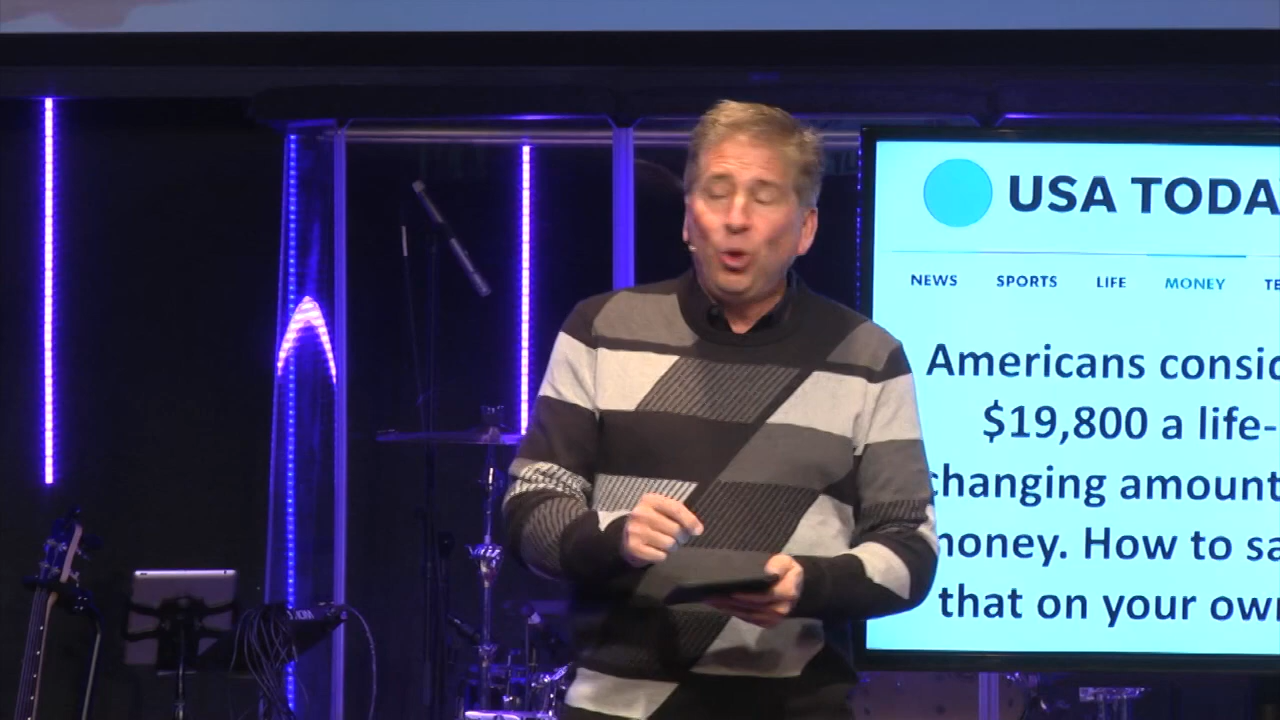 USA TODA
NEWS SPORTS LIFE MONEY TE
Americans consid
$19,800 a life-
changing amount
money. How to sa
that on your own